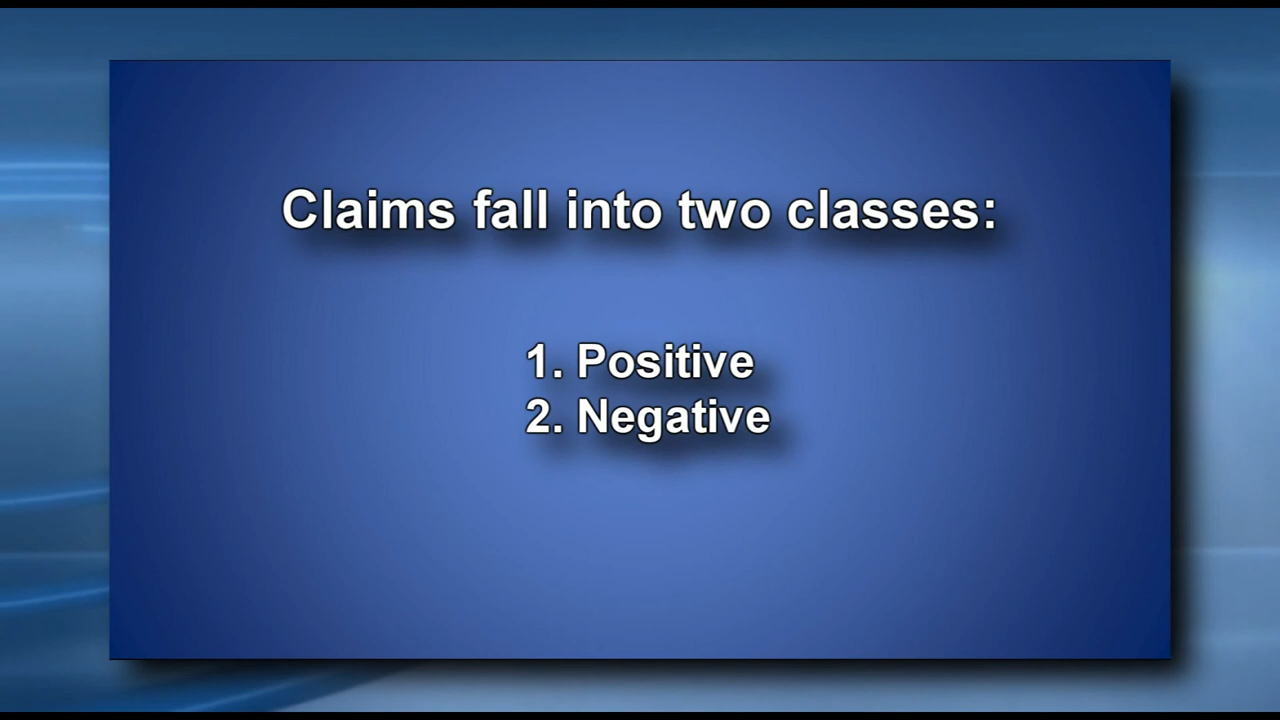 Claims fall into two classes:
1. Positive
2. Negative